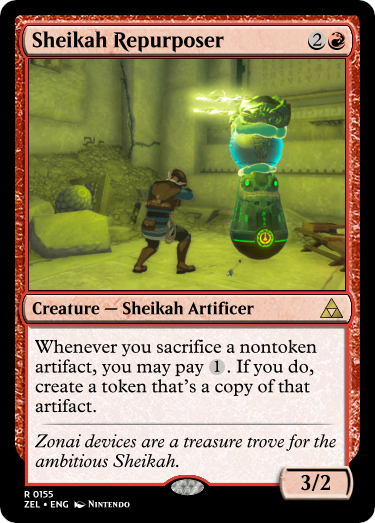 Sheikah Repurposer 2
Creature — Sheikah Artificer
Whenever you sacrifice a nontoken
artifact, you may pay 1. If you do,
create a token that's a copy of that
artifact.
Zonai devices are a treasure trove for the
ambitious Sheikah.
3/2
R 0155
ZEL • ENG Nintendo